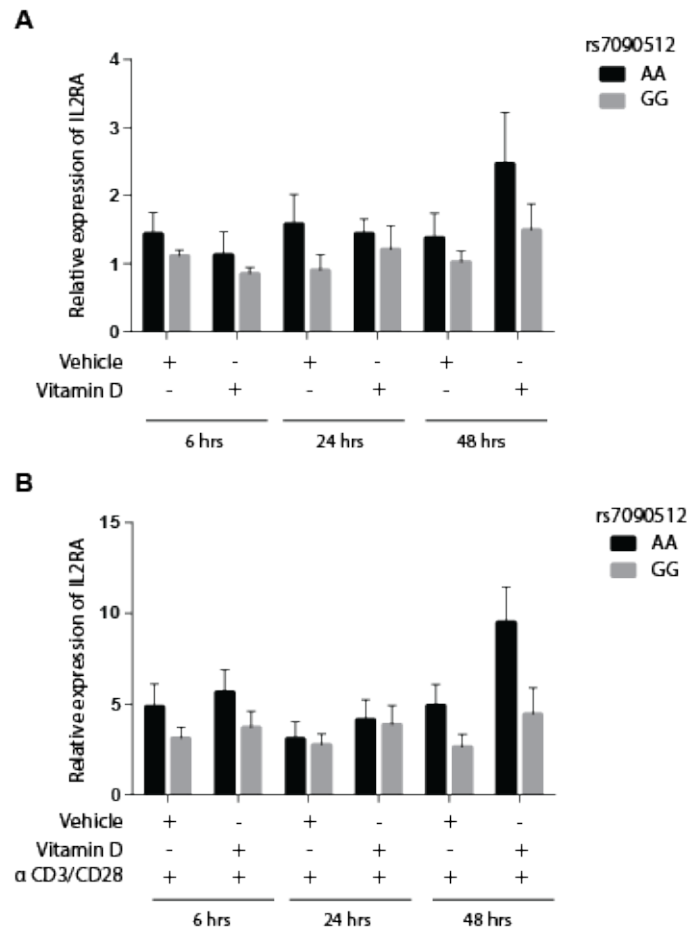 A
rs7090512
AA
GG
Relative expression of IL2RA
4
3
2
1
0
Vehicle + - + - + -
Vitamin D - + - + - +
6 hrs 24 hrs 48 hrs
B
rs7090512
AA
GG
Relative expression of IL2RA
15
10
5
0
Vehicle + - + - + -
Vitamin D - + - + - +
α CD3/CD28 + + + + + +
6 hrs 24 hrs 48 hrs